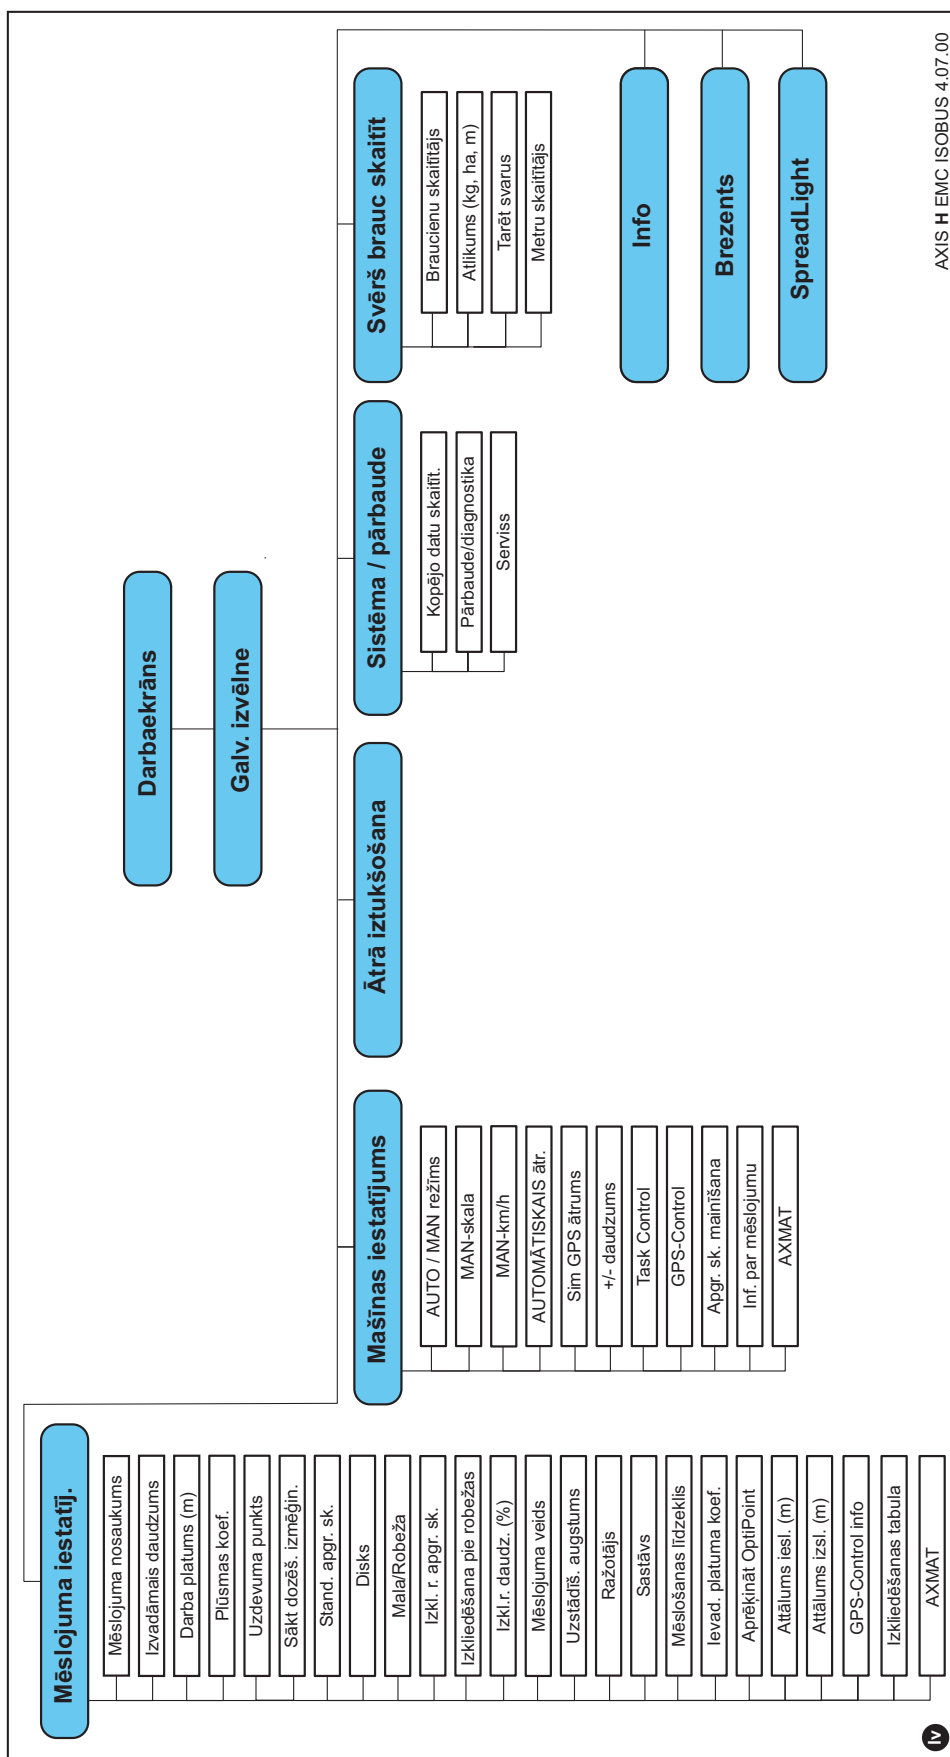 Darbaekrāns
Galv. izvēlne
Mēslojuma iestatīj.
Mēslojuma nosaukums
Izvadāmais daudzums
Darba platums (m)
Plūsmas koef.
Uzdevuma punkts
Sākt dozēš. izmēģin.
Stand. apgr. sk.
Disks
Mala/Robeža
Izkl. r. apgr. sk.
Izkliedēšana pie robežas
Izkl.r. daudz. (%)
Mēslojuma veids
Uzstādīš. augstums
Ražotājs
Sastāvs
Mēslošanas līdzeklis
Ievad. platuma koef.
Aprēķināt OptiPoint
Attālums iesl. (m)
Attālums izsl. (m)
GPS-Control info
Izkliedēšanas tabula
AXMAT
Mašīnas iestatījums
AUTO / MAN režīms
MAN-skala
MAN-km/h
AUTOMĀTISKAIS ātr.
Sim GPS ātrums
+/- daudzums
Task Control
GPS-Control
Apgr. sk. mainīšana
Inf. par mēslojumu
AXMAT
Ātrā iztukšošana
Sistēma / pārbaude
Kopējo datu skaitīt.
Pārbaude/diagnostika
Serviss
Svērš brauc skaitīt
Braucienu skaitītājs
Atlikums (kg, ha, m)
Tarēt svarus
Metru skaitītājs
Info
Brezents
SpreadLight
lv
AXIS H EMC ISOBUS 4.07.00